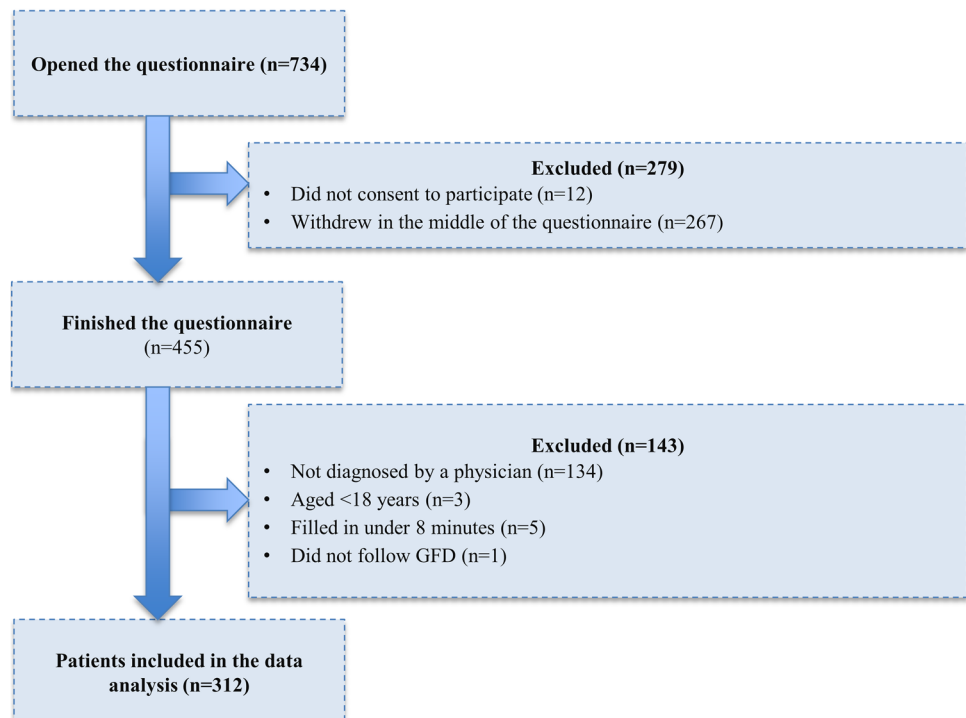 Opened the questionnaire (n=734)
Excluded (n=279)
• Did not consent to participate (n=12)
• Withdrew in the middle of the questionnaire (n=267)
Finished the questionnaire
(n=455)
Excluded (n=143)
• Not diagnosed by a physician (n=134)
• Aged <18 years (n=3)
• Filled in under 8 minutes (n=5)
• Did not follow GFD (n=1)
Patients included in the data
analysis (n=312)